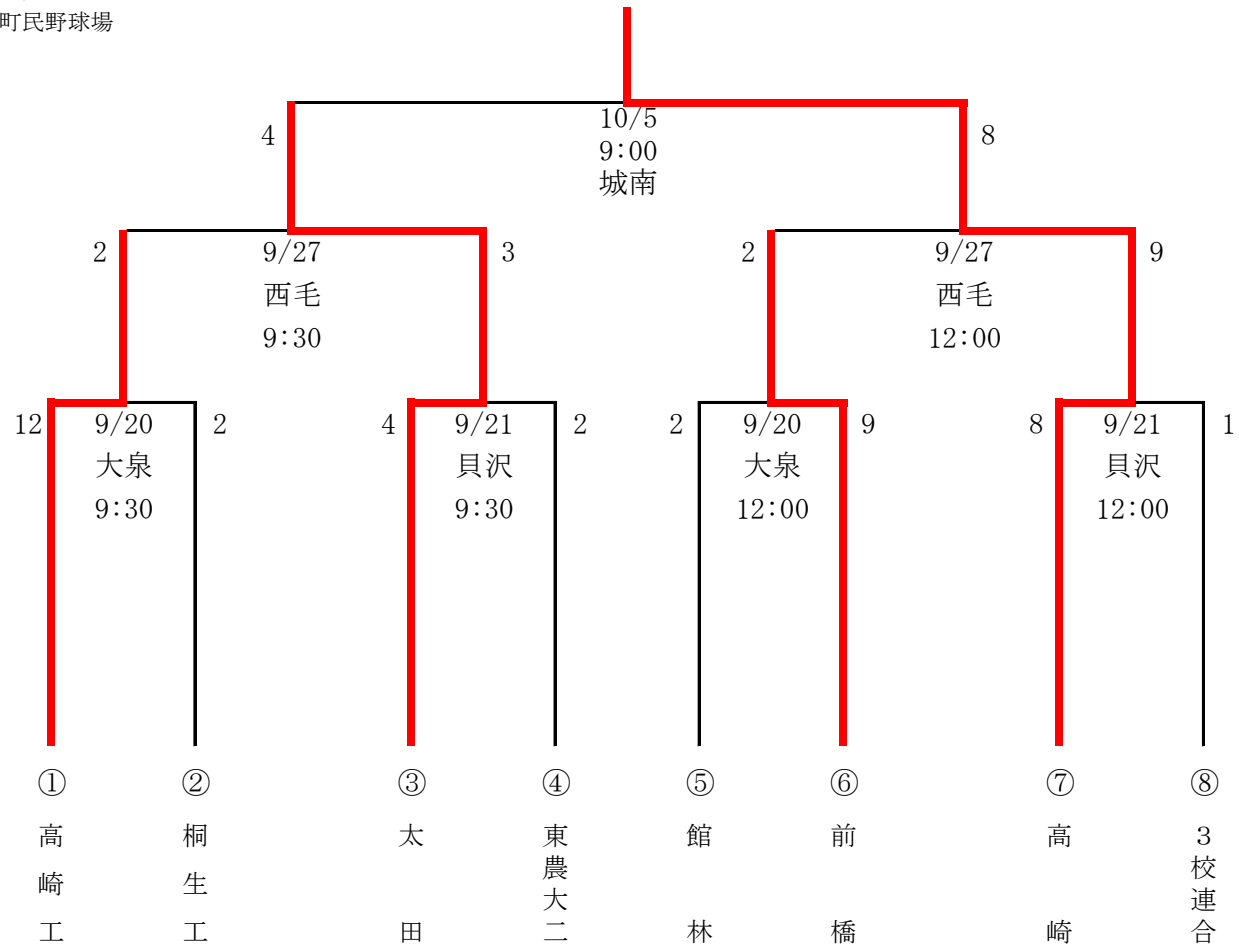 町民野球場
10/5
9:00
城南
4
8
2
9/27
西毛
9:30
3
2
9/27
西毛
12:00
9
12
9/20
大泉
9:30
2
4
9/21
貝沢
9:30
2
2
9/20
大泉
12:00
9
8
9/21
貝沢
12:00
1
①
高崎工
②
桐生工
③
太田
④
東農大二
⑤
館林
⑥
前橋
⑦
高崎
⑧
3校連合